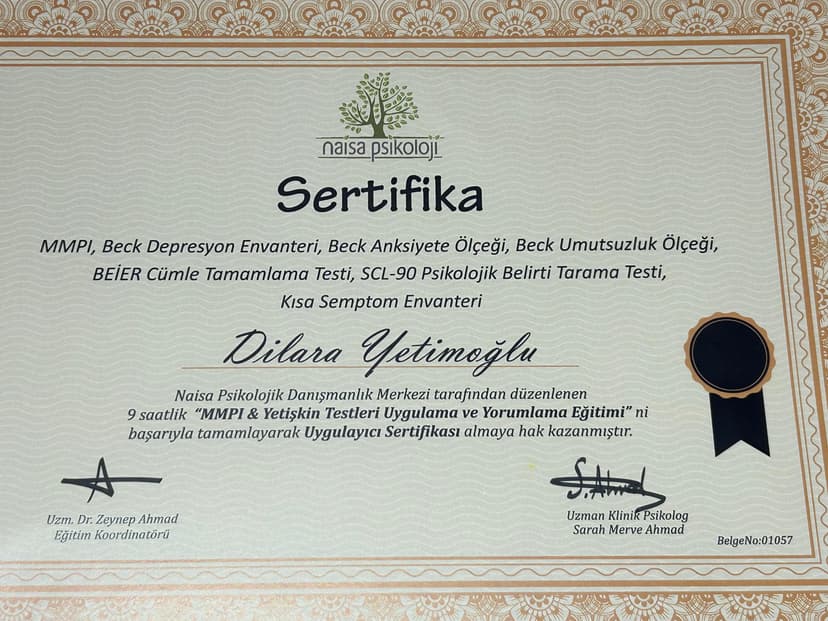 naisa psikoloji
Sertifika
MMPI, Beck Depresyon Envanteri, Beck Anksiyete Ölçeği, Beck Umutsuzluk Ölçeği,
BEİER Cümle Tamamlama Testi, SCL-90 Psikolojik Belirti Tarama Testi,
Kısa Semptom Envanteri
Dilara Yetimoğlu
Naisa Psikolojik Danışmanlık Merkezi tarafından düzenlenen
9 saatlik "MMPI & Yetişkin Testleri Uygulama ve Yorumlama Eğitimi" ni
başarıyla tamamlayarak Uygulayıcı Sertifikası almaya hak kazanmıştır.
S.Ahmad
Uzm. Dr. Zeynep Ahmad
Eğitim Koordinatörü
Uzman Klinik Psikolog
Sarah Merve Ahmad
BelgeNo:01057